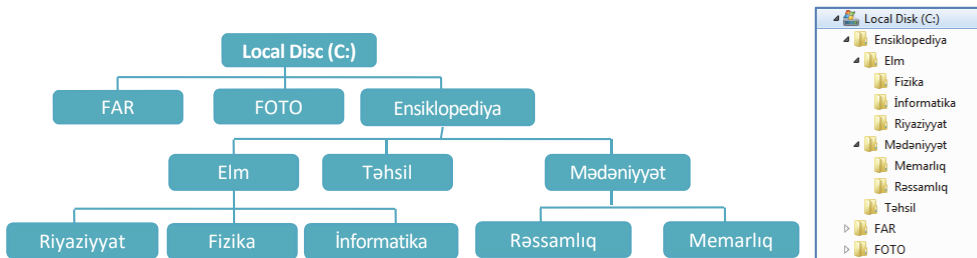 Local Disc (C:)
FAR
FOTO
Ensiklopediya
Elm
Təhsil
Mədəniyyət
Riyaziyyat
Fizika
İnformatika
Rəssamlıq
Memarlıq
Local Disk (C:)
Ensiklopediya
Elm
Fizika
İnformatika
Riyaziyyat
Mədəniyyət
Memarlıq
Rəssamlıq
Təhsil
FAR
FOTO